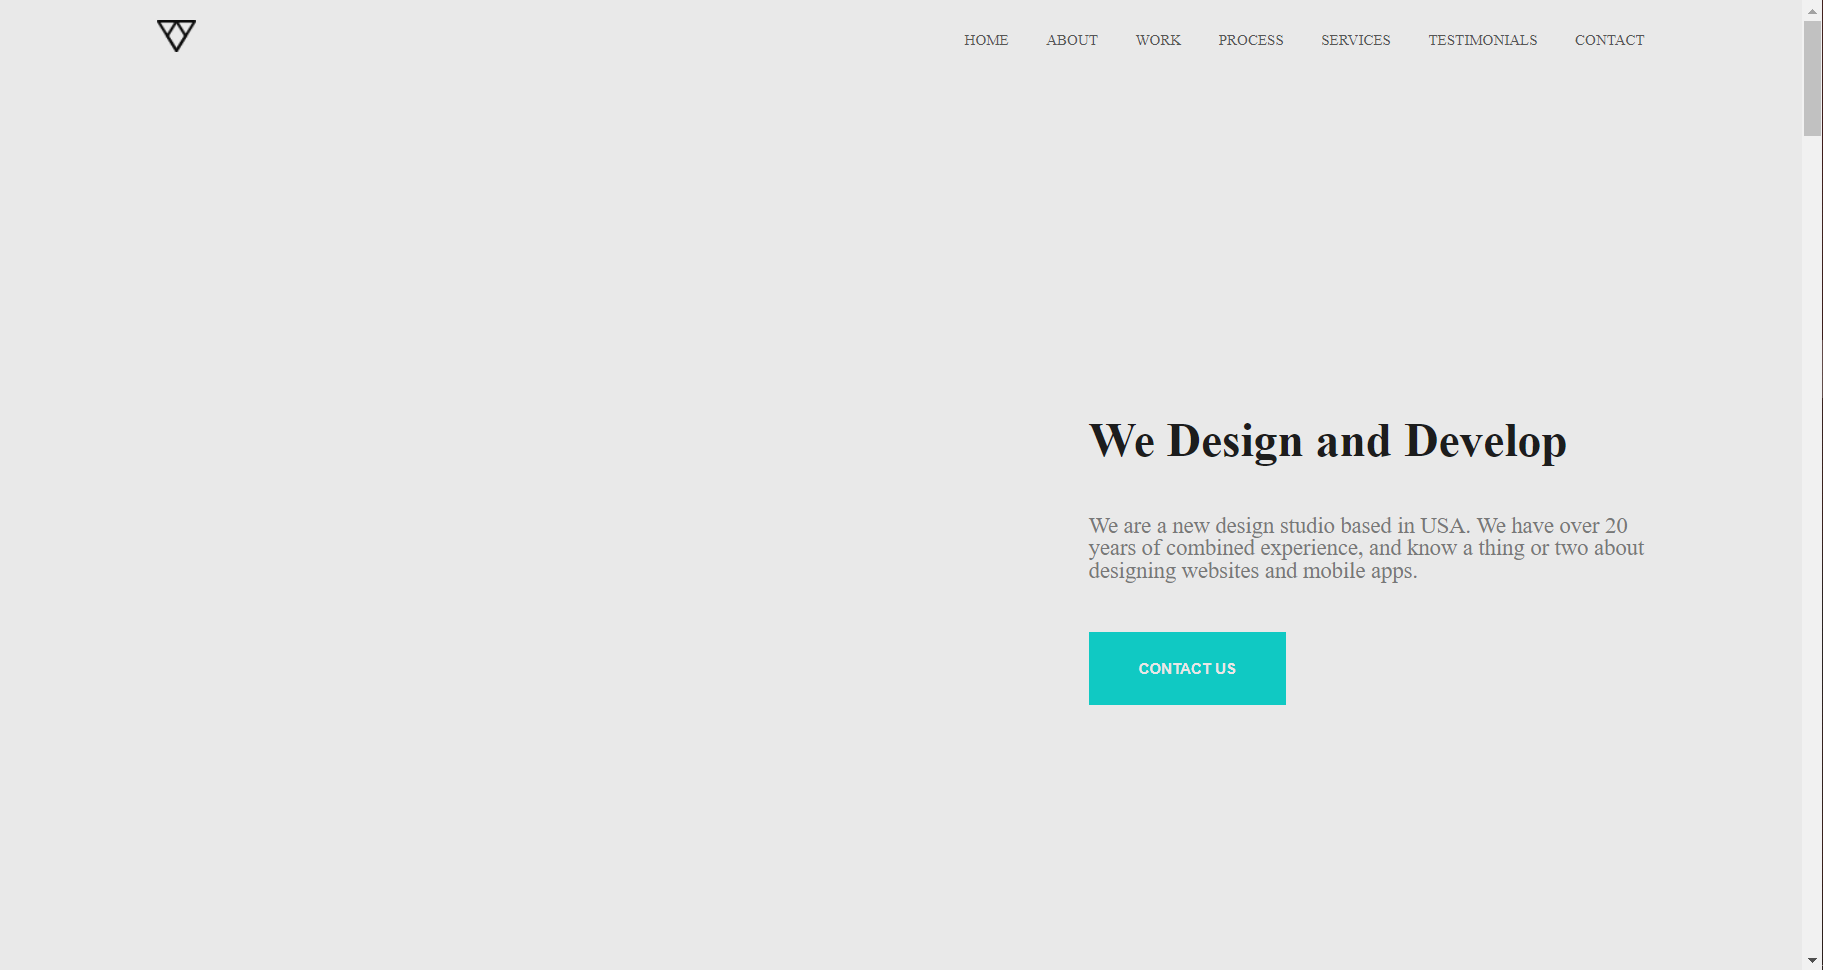 HOME ABOUT WORK PROCESS SERVICES TESTIMONIALS CONTACT
We Design and Develop
We are a new design studio based in USA. We have over 20
years of combined experience, and know a thing or two about
designing websites and mobile apps.
CONTACT US